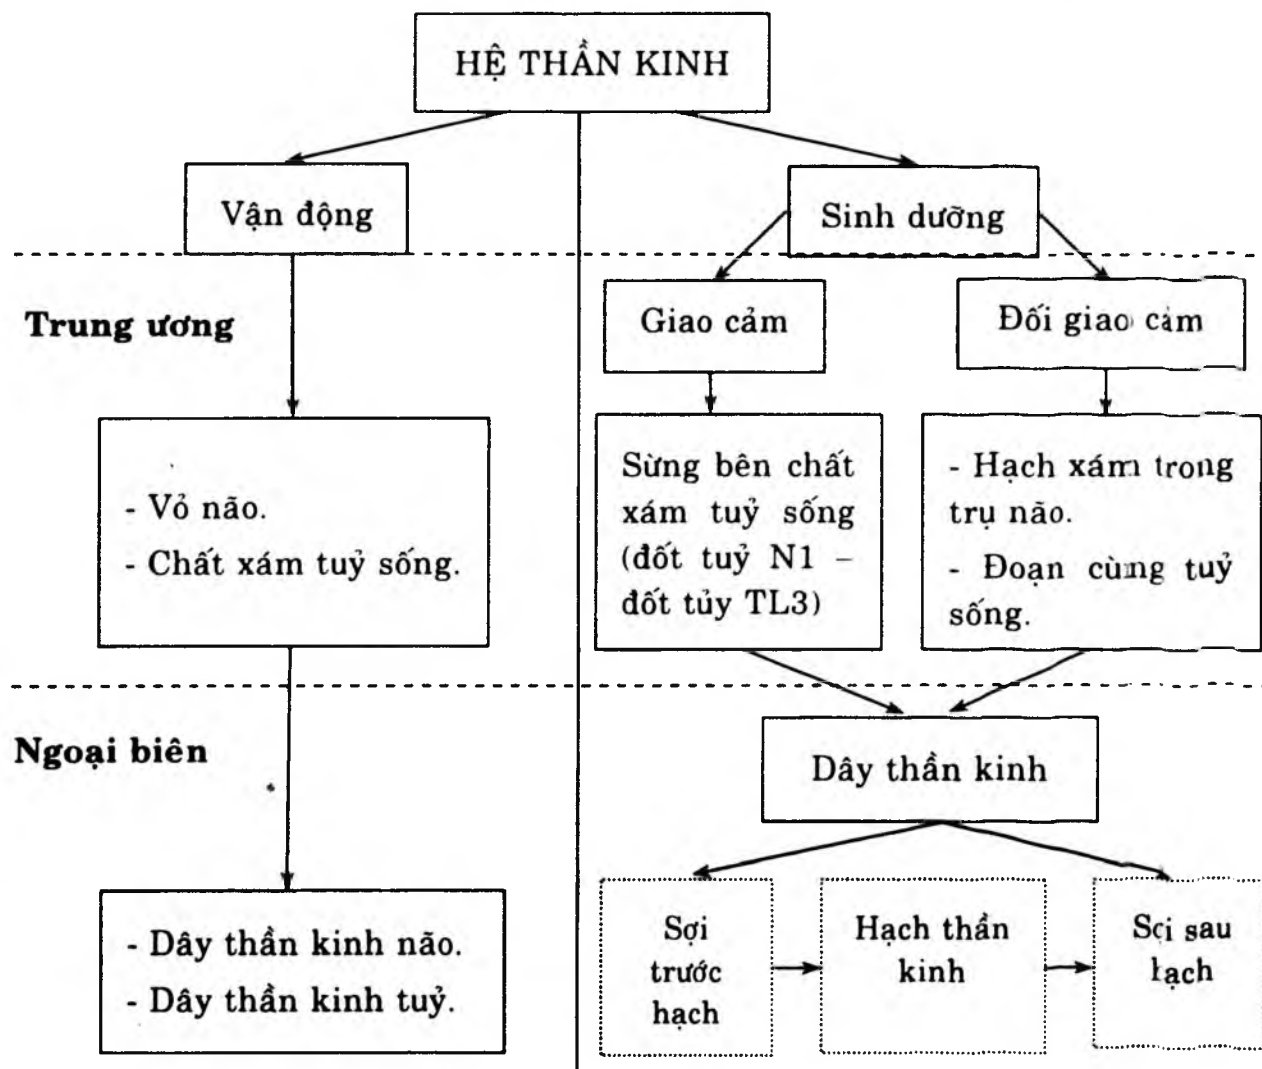 HỆ THẦN KINH
Vận động
Sinh dưỡng
Trung ương
Giao cảm
Đối giao cảm
- Vỏ não.
- Chất xám tuỷ sống.
Sừng bên chất
xám tuỷ sống
(đốt tuỷ N1 –
đốt tủy TL3)
- Hạch xám trong
trụ não.
- Đoạn cùng tuỷ
sống.
Ngoại biên
Dây thần kinh
- Dây thần kinh não.
- Dây thần kinh tuỷ.
Sợi
trước
hạch
Hạch thần
kinh
Sợi sau
hạch